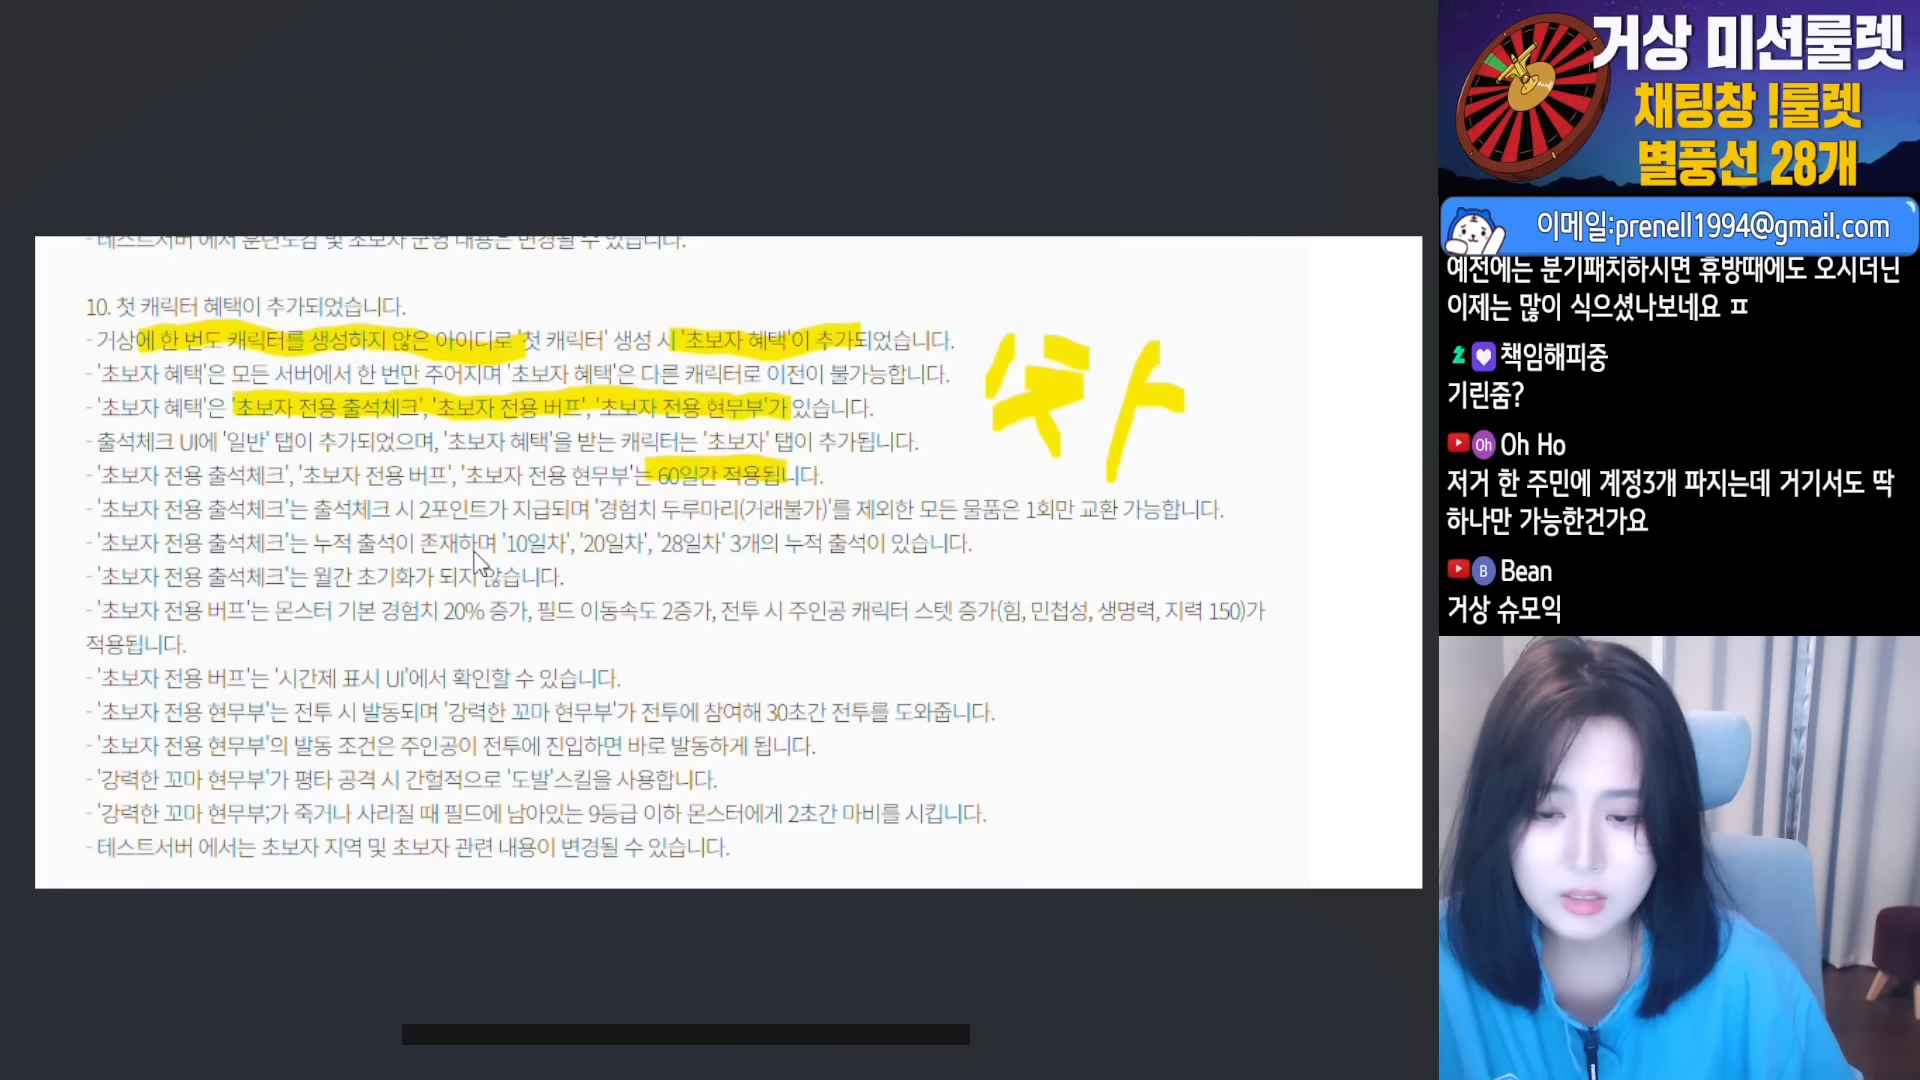 - 테스트서버 에서 훈련도감 및 초보자 군영 내용은 변경될 수 있습니다.
10. 첫 캐릭터 혜택이 추가되었습니다.
- 거상에 한 번도 캐릭터를 생성하지 않은 아이디로 '첫 캐릭터' 생성 시 '초보자 혜택'이 추가되었습니다.
- '초보자 혜택'은 모든 서버에서 한 번만 주어지며 '초보자 혜택'은 다른 캐릭터로 이전이 불가능합니다.
- '초보자 혜택'은 '초보자 전용 출석체크', '초보자 전용 버프', '초보자 전용 현무부'가 있습니다.
- 출석체크 UI에 '일반' 탭이 추가되었으며, '초보자 혜택'을 받는 캐릭터는 '초보자' 탭이 추가됩니다.
- '초보자 전용 출석체크', '초보자 전용 버프', '초보자 전용 현무부'는 60일간 적용됩니다.
- '초보자 전용 출석체크'는 출석체크 시 2포인트가 지급되며 '경험치 두루마리(거래불가)'를 제외한 모든 물품은 1회만 교환 가능합니다.
- '초보자 전용 출석체크'는 누적 출석이 존재하며 '10일차', '20일차', '28일차' 3개의 누적 출석이 있습니다.
- '초보자 전용 출석체크'는 월간 초기화가 되지 않습니다.
- '초보자 전용 버프'는 몬스터 기본 경험치 20% 증가, 필드 이동속도 2증가, 전투 시 주인공 캐릭터 스텟 증가(힘, 민첩성, 생명력, 지력 150)가
적용됩니다.
- '초보자 전용 버프'는 '시간제 표시 UI'에서 확인할 수 있습니다.
- '초보자 전용 현무부'는 전투 시 발동되며 '강력한 꼬마 현무부'가 전투에 참여해 30초간 전투를 도와줍니다.
- '초보자 전용 현무부'의 발동 조건은 주인공이 전투에 진입하면 바로 발동하게 됩니다.
- '강력한 꼬마 현무부'가 평타 공격 시 간헐적으로 '도발'스킬을 사용합니다.
- '강력한 꼬마 현무부;가 죽거나 사라질 때 필드에 남아있는 9등급 이하 몬스터에게 2초간 마비를 시킵니다.
- 테스트서버 에서는 초보자 지역 및 초보자 관련 내용이 변경될 수 있습니다.
거상 미션룰렛
채팅창 !룰렛
별풍선 28개
이메일:prenell1994@gmail.com
예전에는 분기패치하시면 휴방때에도 오시더닌
이제는 많이 식으셨나보네요 ㅍ
책임해피중
기린줌?
Oh Oh Ho
저거 한 주민에 계정3개 파지는데 거기서도 딱
하나만 가능한건가요
B Bean
거상 슈모익